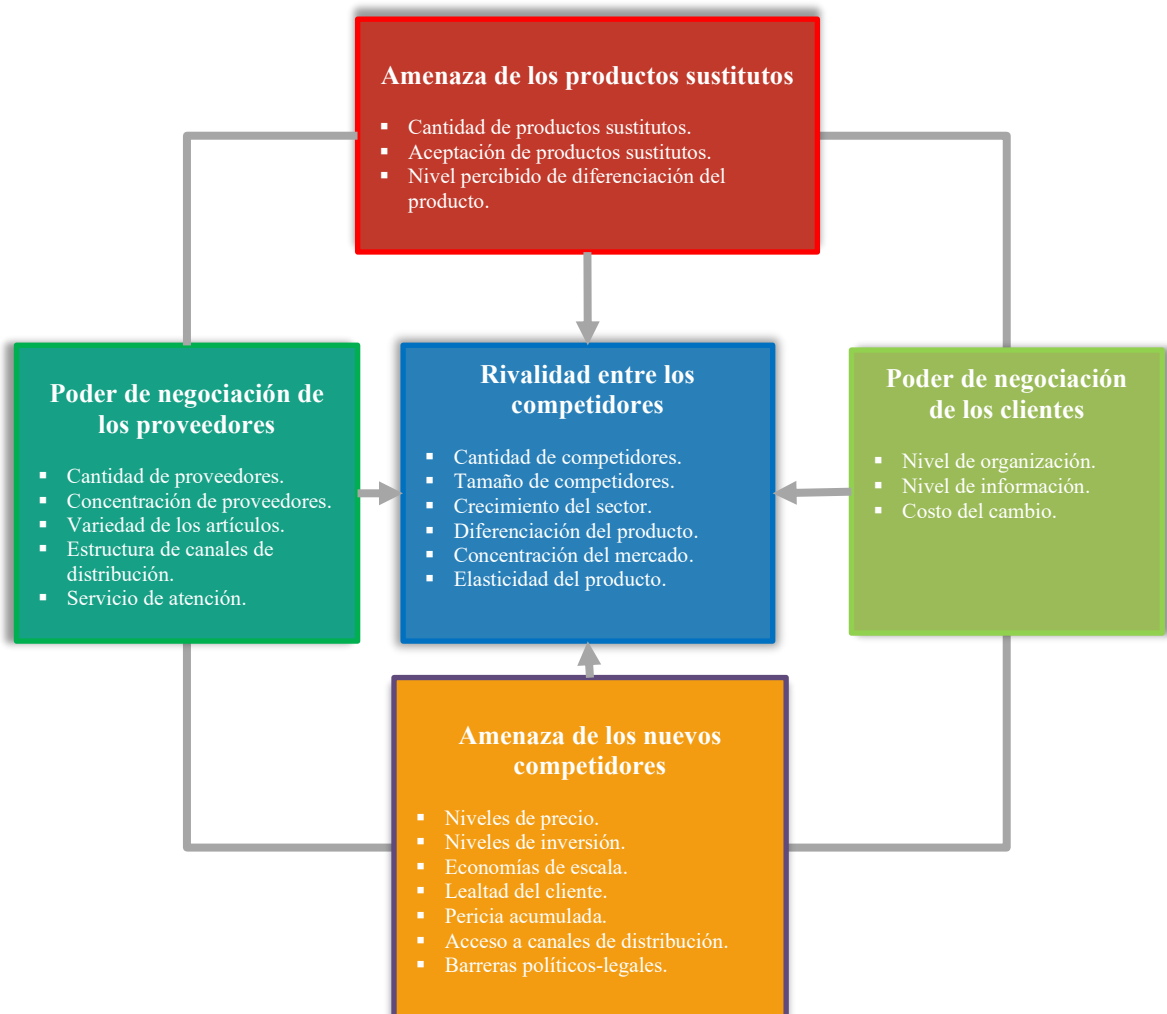 Amenaza de los productos sustitutos
▪ Cantidad de productos sustitutos.
▪ Aceptación de productos sustitutos.
▪ Nivel percibido de diferenciación del
producto.
Poder de negociación de
los proveedores
▪ Cantidad de proveedores.
▪ Concentración de proveedores.
▪ Variedad de los artículos.
▪ Estructura de canales de
distribución.
▪ Servicio de atención.
Rivalidad entre los
competidores
▪ Cantidad de competidores.
▪ Tamaño de competidores.
▪ Crecimiento del sector.
▪ Diferenciación del producto.
▪ Concentración del mercado.
▪ Elasticidad del producto.
Poder de negociación
de los clientes
▪ Nivel de organización.
▪ Nivel de información.
▪ Costo del cambio.
Amenaza de los nuevos
competidores
▪ Niveles de precio.
▪ Niveles de inversión.
▪ Economías de escala.
▪ Lealtad del cliente.
▪ Pericia acumulada.
▪ Acceso a canales de distribución.
▪ Barreras políticos-legales.